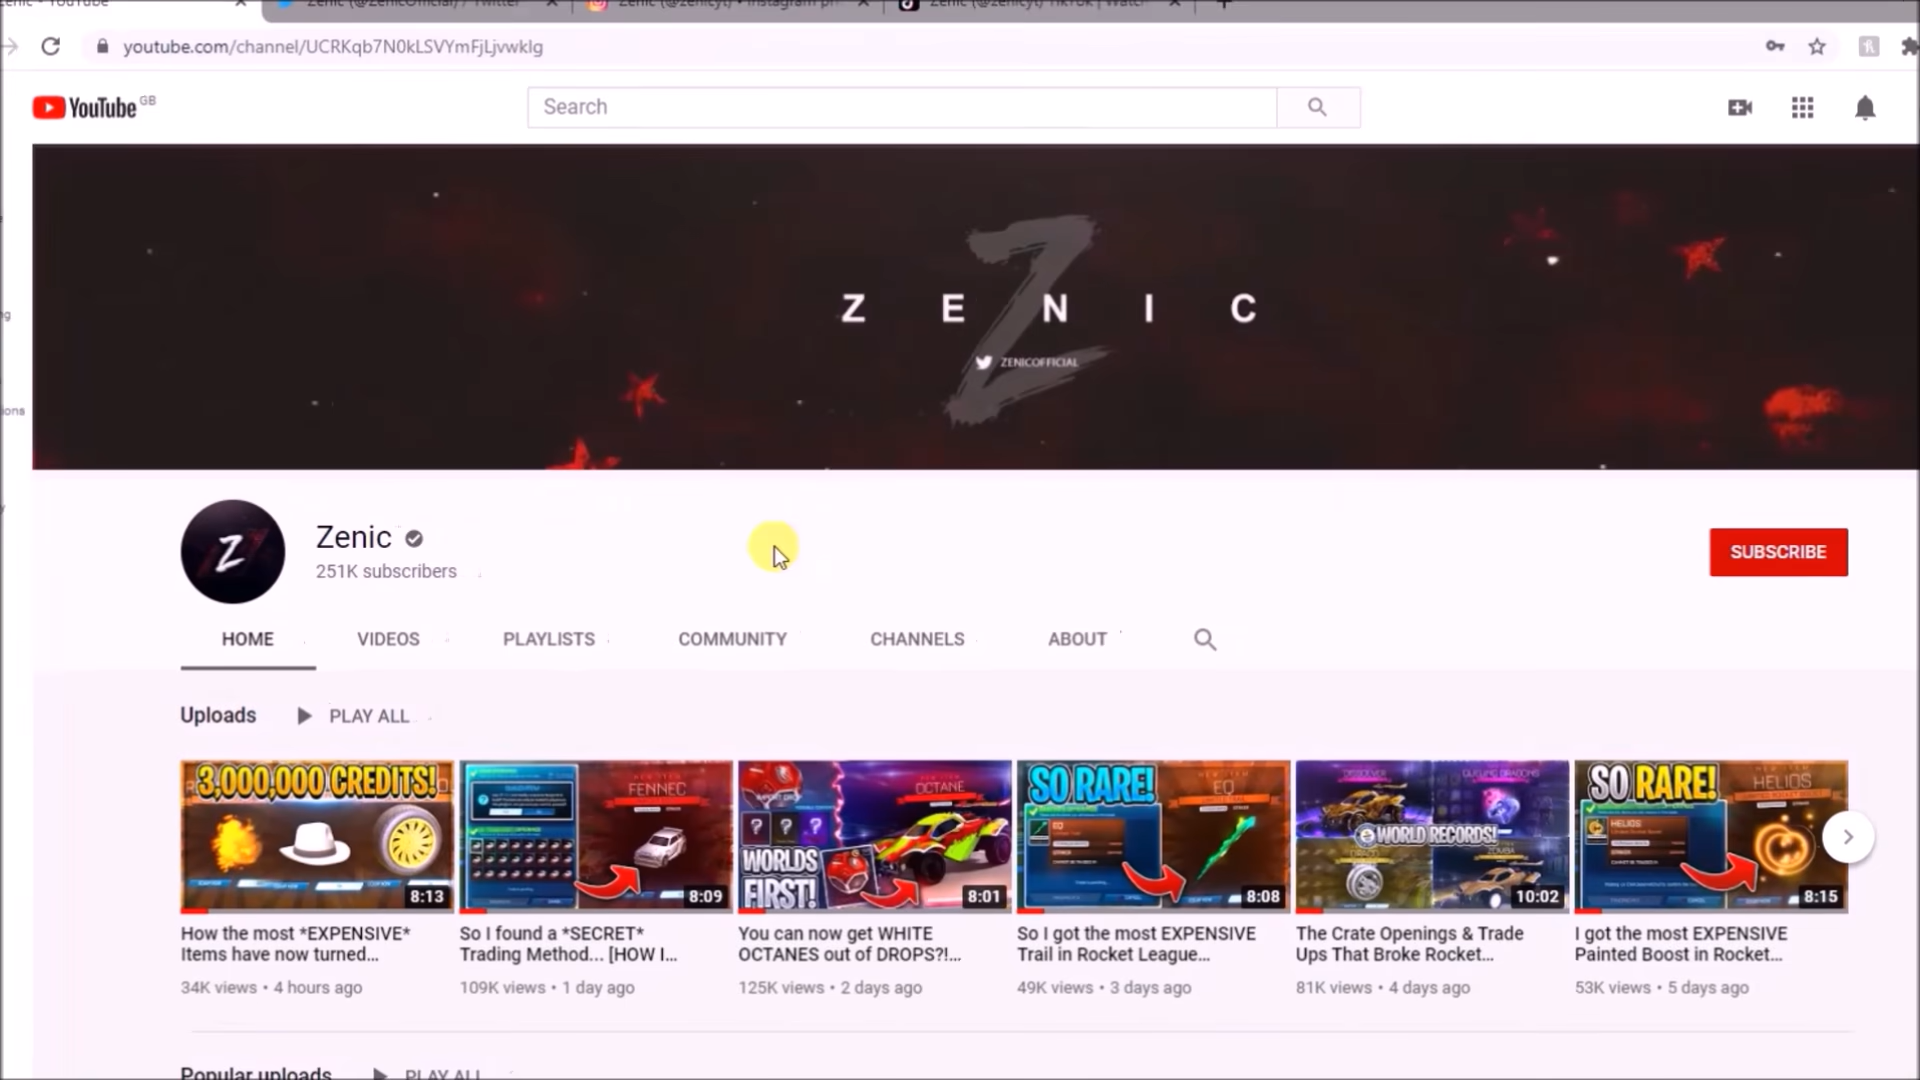 youtube.com/channel/UCRKqb7N0kLSVYmFjLjvwklg
YouTube GB
Search
Z E N I C
ZENICOFFICIAL
Zenic
251K subscribers
SUBSCRIBE
HOME VIDEOS PLAYLISTS COMMUNITY CHANNELS ABOUT
Uploads PLAY ALL
3,000,000 CREDITS!
8:13
FENNEC
8:09
OCTANE
WORLDS
FIRST!
8:01
SO RARE!
EQ
8:08
WORLD RECORDS!
10:02
SO RARE!
HELIOS
8:15
How the most *EXPENSIVE*
Items have now turned...
34K views • 4 hours ago
So I found a *SECRET*
Trading Method... [HOW I...
109K views • 1 day ago
You can now get WHITE
OCTANES out of DROPS?!...
125K views • 2 days ago
So I got the most EXPENSIVE
Trail in Rocket League...
49K views • 3 days ago
The Crate Openings & Trade
Ups That Broke Rocket...
81K views • 4 days ago
I got the most EXPENSIVE
Painted Boost in Rocket...
53K views • 5 days ago
Popular uploads PLAY ALL